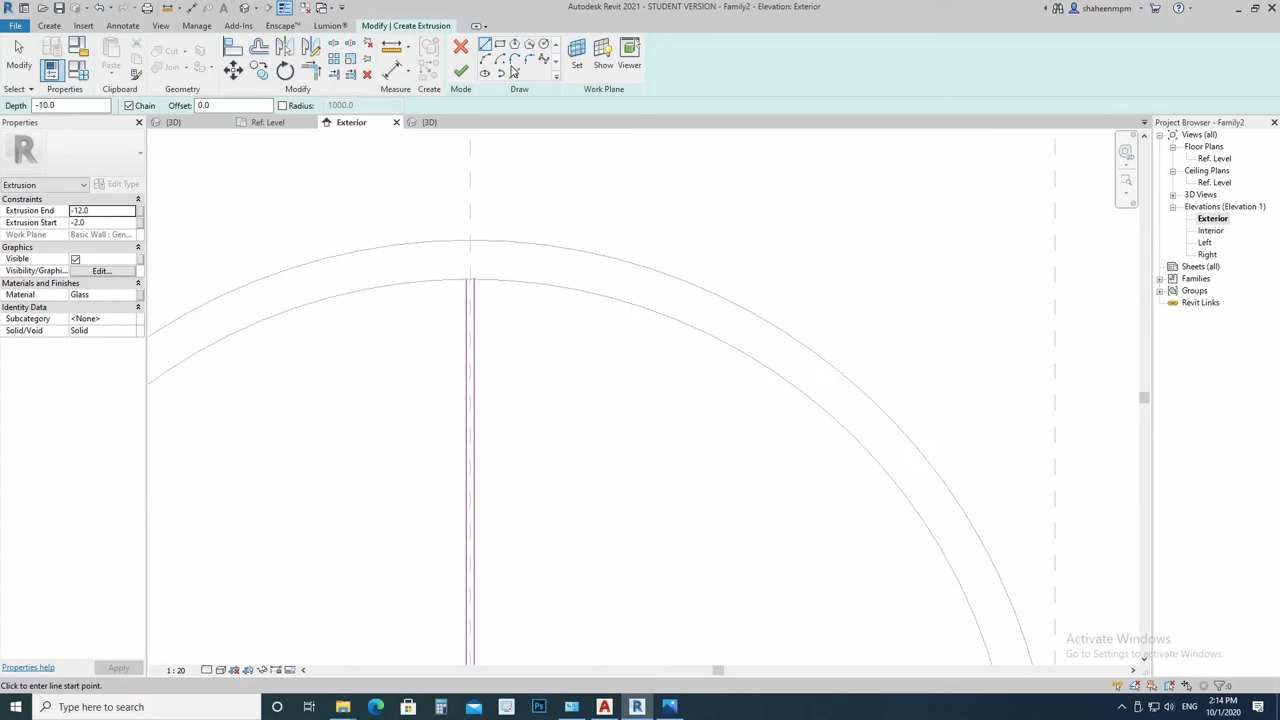 Autodesk Revit 2021 - STUDENT VERSION - Family2 - Elevation: Exterior
shaheenmpm
File Create Insert Annotate View Manage Add-Ins Enscape™ Lumion® Modify | Create Extrusion
Modify Paste Cut Join Create Set Show Viewer
Select Properties Clipboard Geometry Modify Measure Create Mode Draw Work Plane
Depth -10.0 Chain Offset: 0.0 Radius: 1000.0
Properties {3D} Ref. Level Exterior {3D} Project Browser - Family2
Views (all)
Floor Plans
Ref. Level
Ceiling Plans
Ref. Level
3D Views
Elevations (Elevation 1)
Exterior
Interior
Left
Right
Sheets (all)
Families
Groups
Revit Links
Extrusion Edit Type
Constraints
Extrusion End -12.0
Extrusion Start -2.0
Work Plane Basic Wall : Gen...
Graphics
Visible
Visibility/Graphi... Edit...
Materials and Finishes
Material Glass
Identity Data
Subcategory <None>
Solid/Void Solid
Properties help Apply
1 : 20
Activate Windows
Go to Settings to activate Windows.
Click to enter line start point.
:0
Type here to search
ENG
2:14 PM
10/1/2020